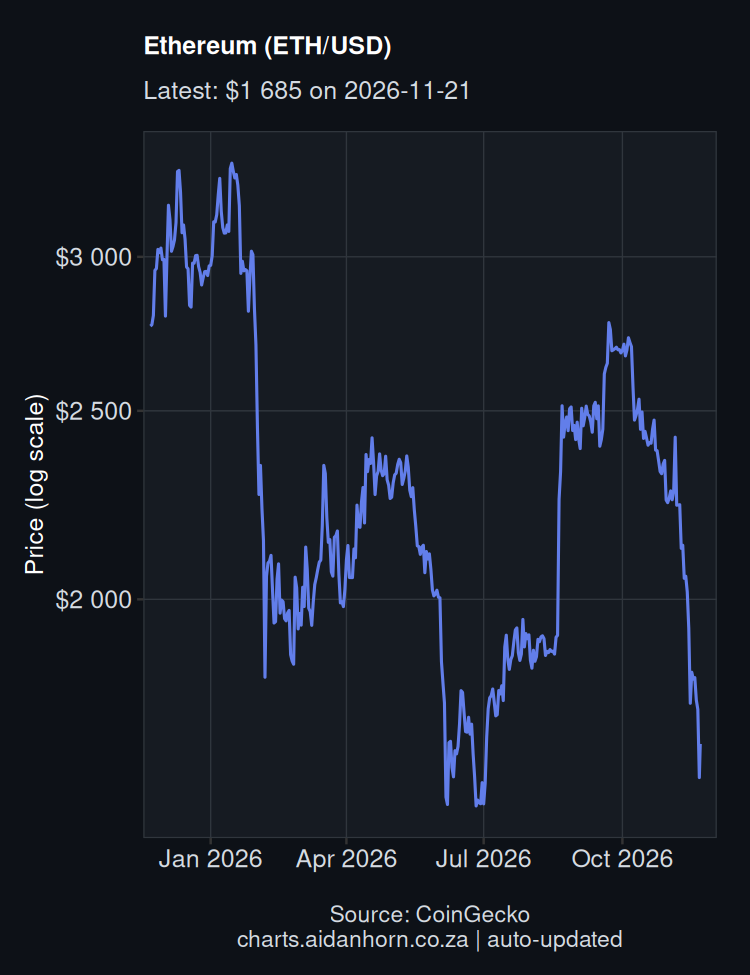 Ethereum (ETH/USD)
Latest: $1 685 on 2026-11-21
Price (log scale)
$3 000
$2 500
$2 000
Jan 2026 Apr 2026 Jul 2026 Oct 2026
Source: CoinGecko
charts.aidanhorn.co.za | auto-updated